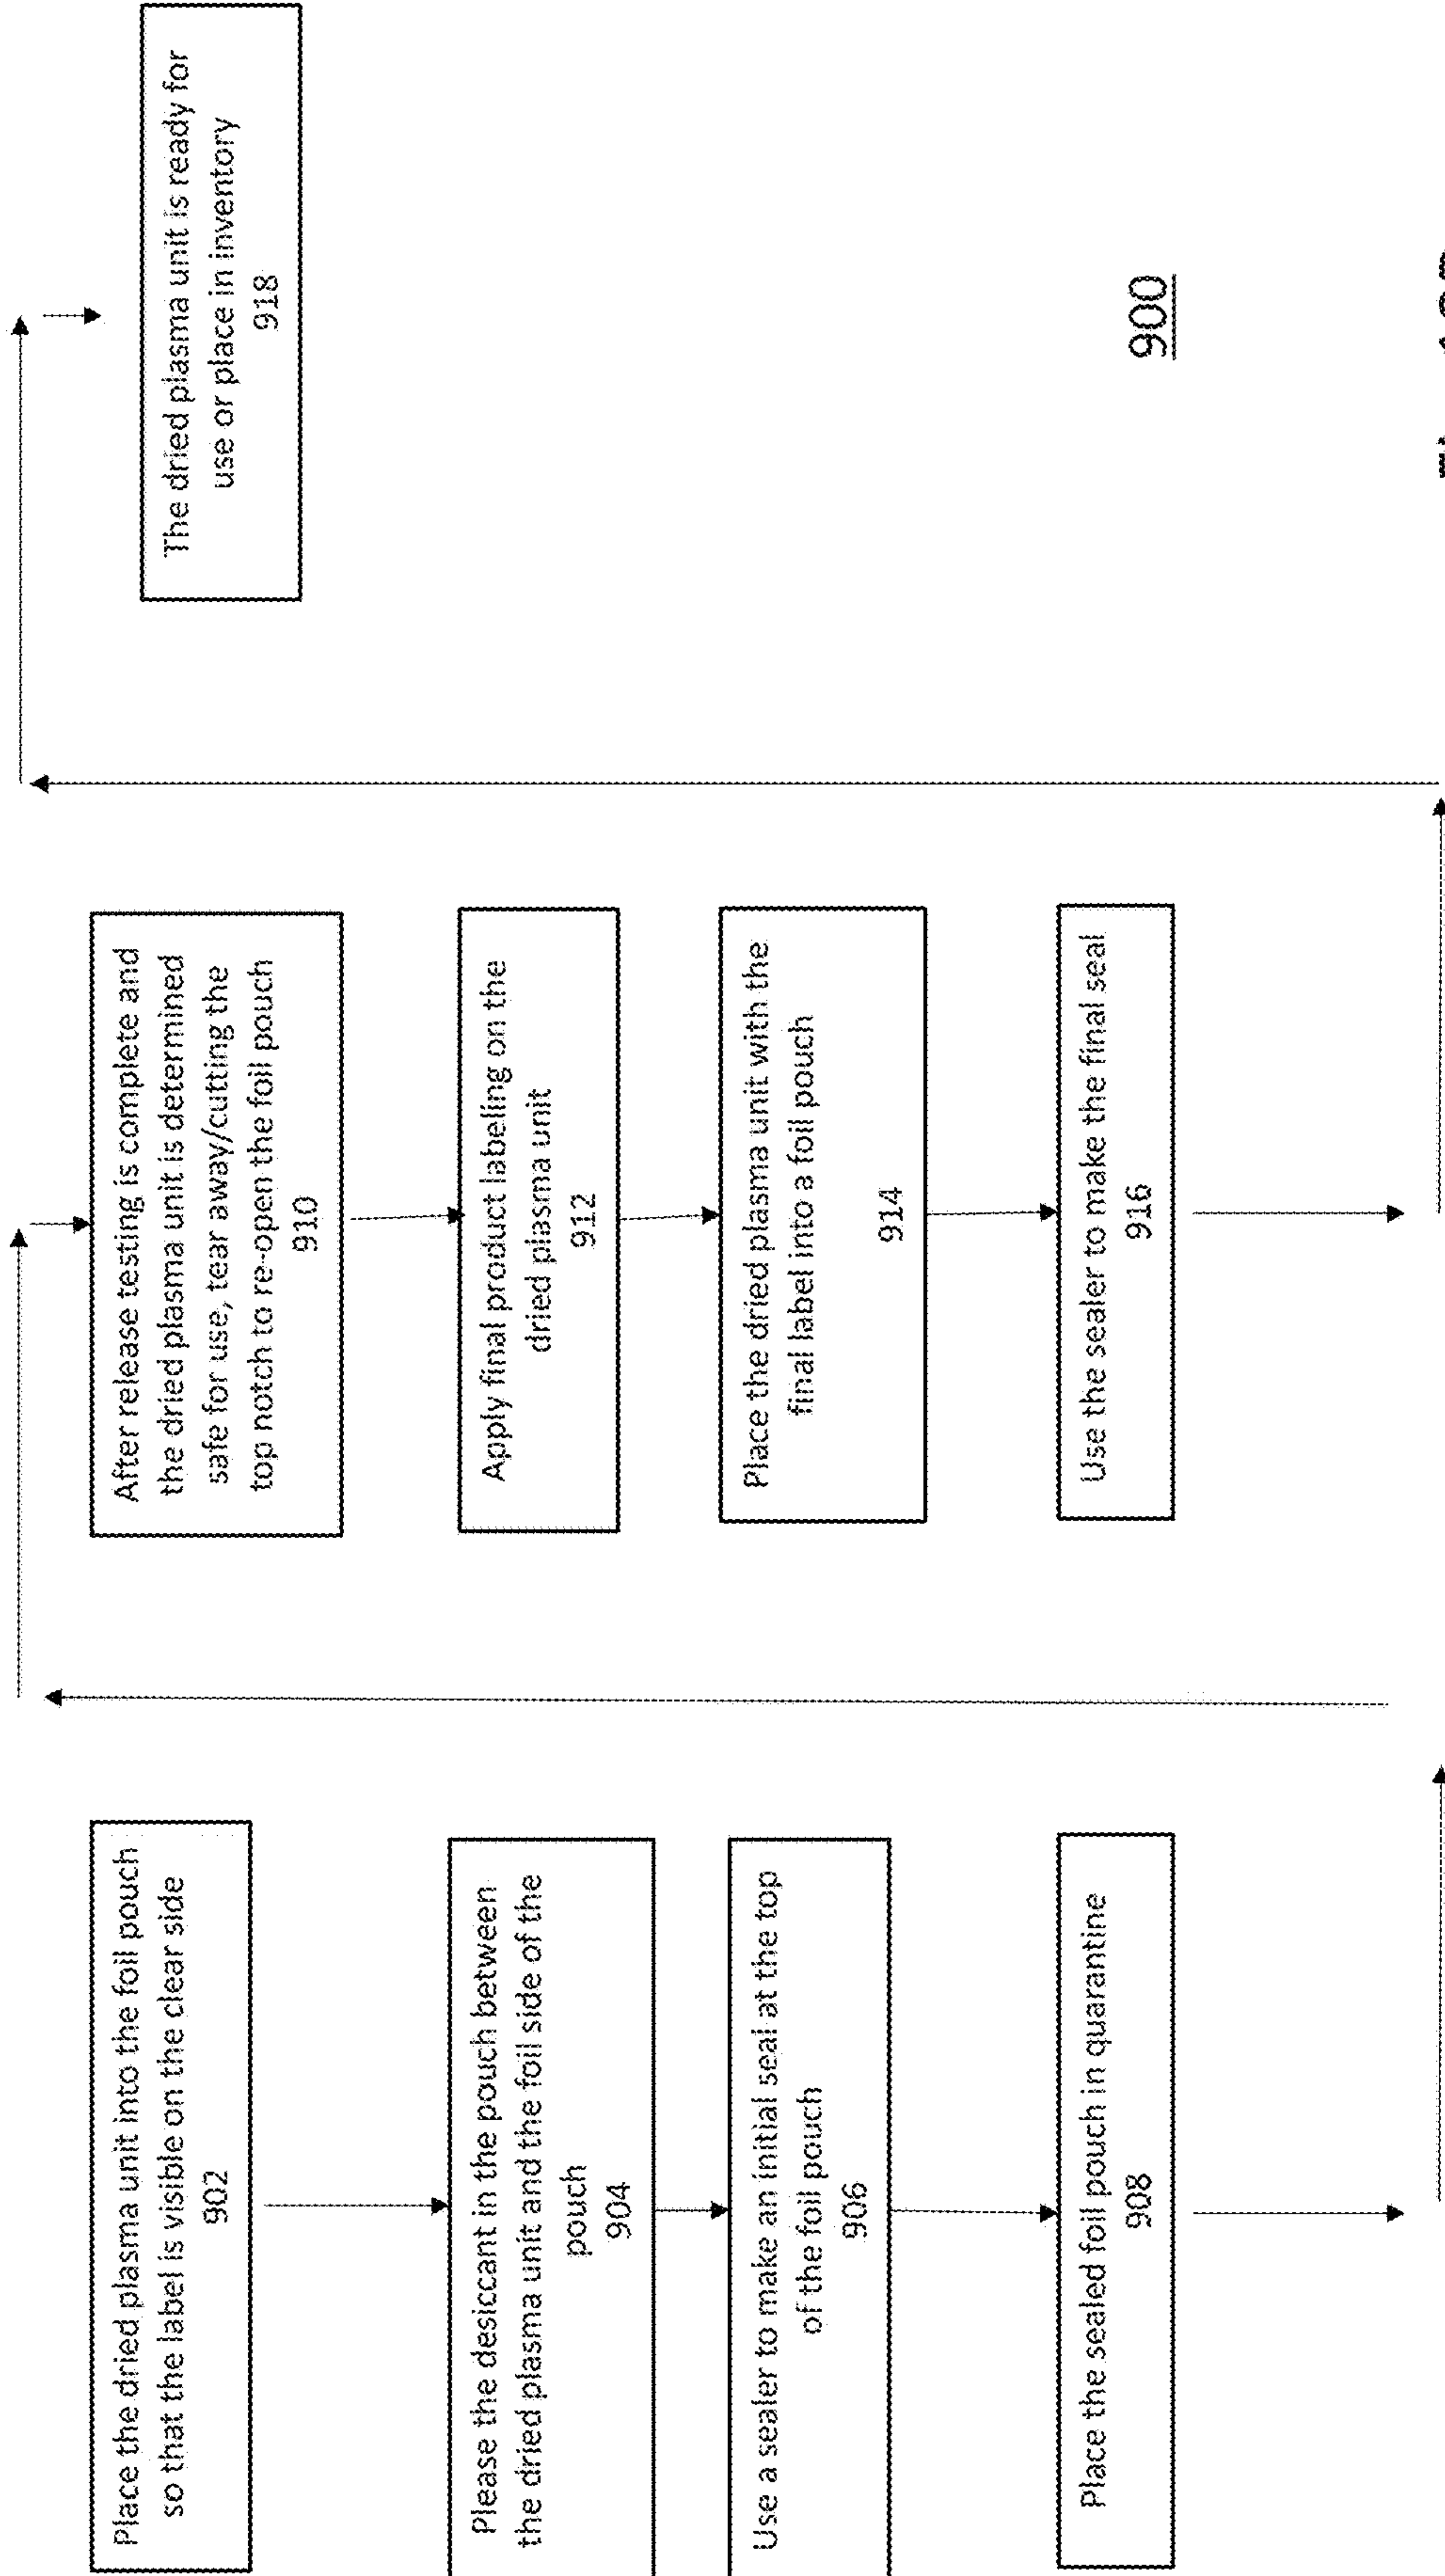 Place the dried plasma unit into the foil pouch
so that the label is visible on the clear side
902
Please the desiccant in the pouch between
the dried plasma unit and the foil side of the
pouch
904
Use a sealer to make an initial seal at the top
of the foil pouch
906
Place the sealed foil pouch in quarantine
908
After release testing is complete and
the dried plasma unit is determined
safe for use, tear away/cutting the
top notch to re-open the foil pouch
910
Apply final product labeling on the
dried plasma unit
912
Place the dried plasma unit with the
final label into a foil pouch
914
Use the sealer to make the final seal
916
The dried plasma unit is ready for
use or place in inventory
918
900